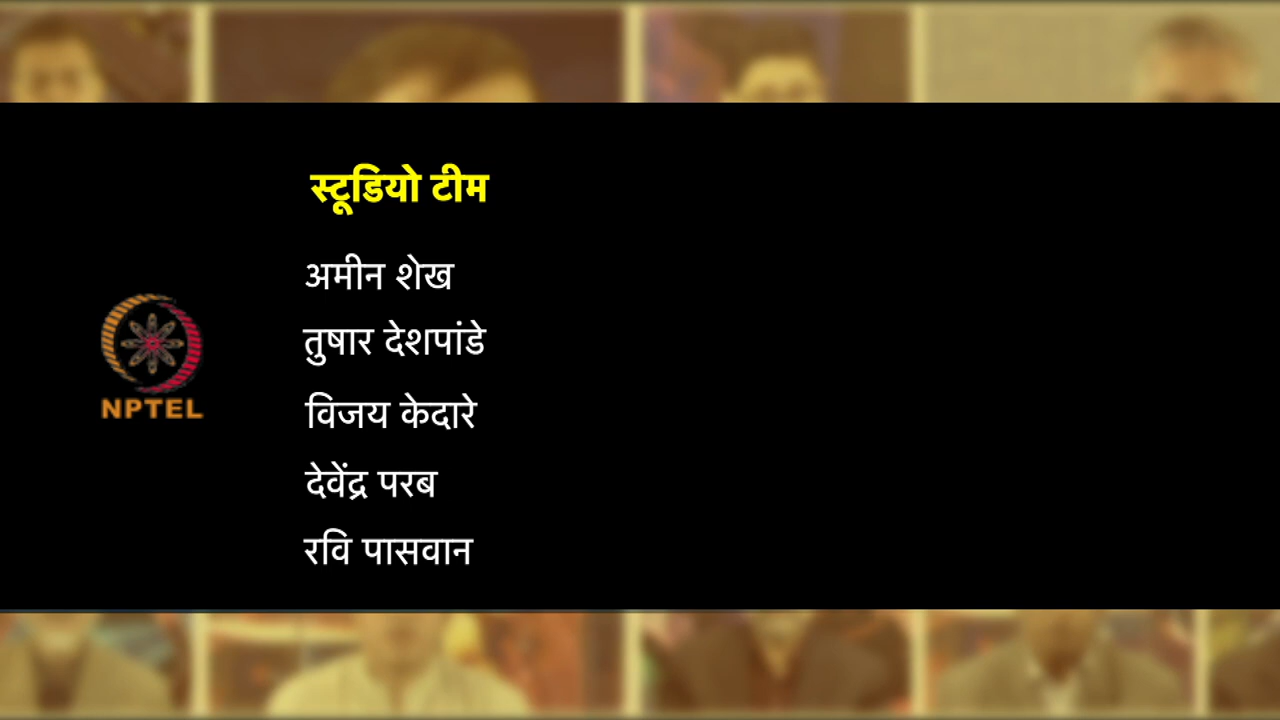 स्टूडियो टीम
अमीन शेख
तुषार देशपांडे
विजय केदारे
देवेंद्र परब
रवि पासवान
NPTEL